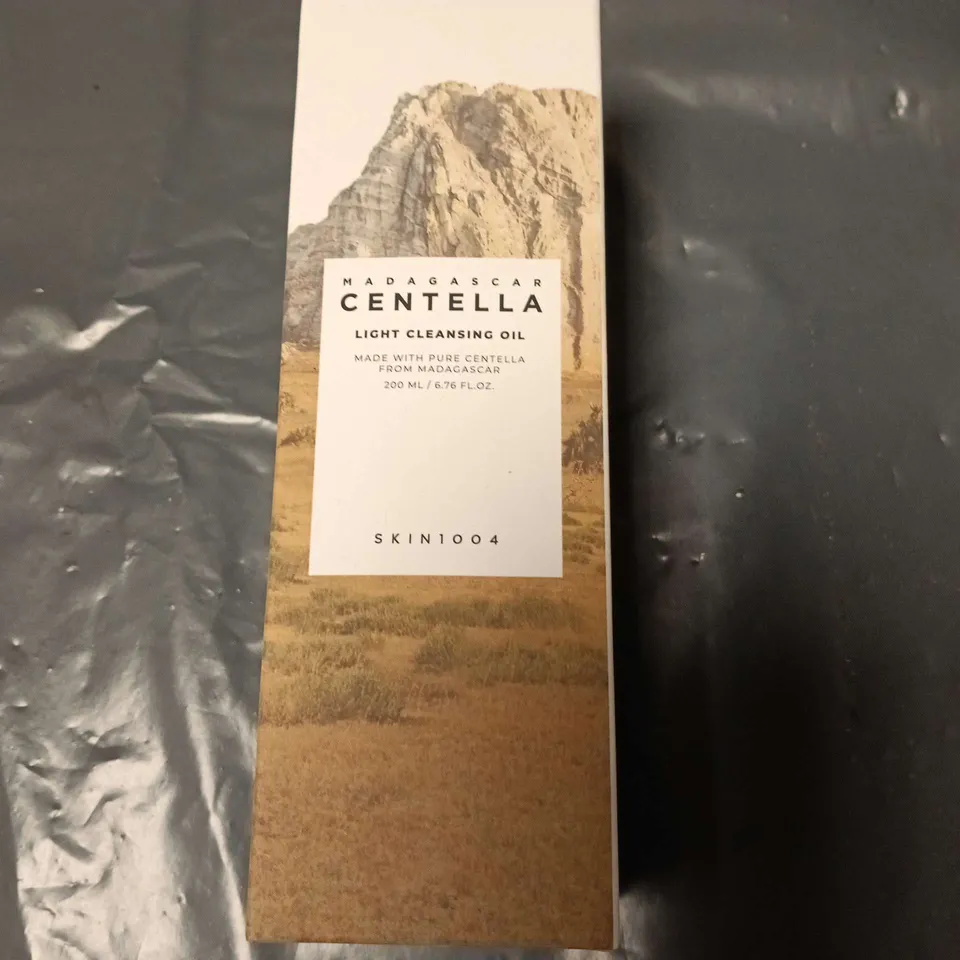 MADAGASCAR
CENTELLA
LIGHT CLEANSING OIL
MADE WITH PURE CENTELLA
FROM MADAGASCAR
200 ML / 6.76 FL.OZ.
SKIN1004